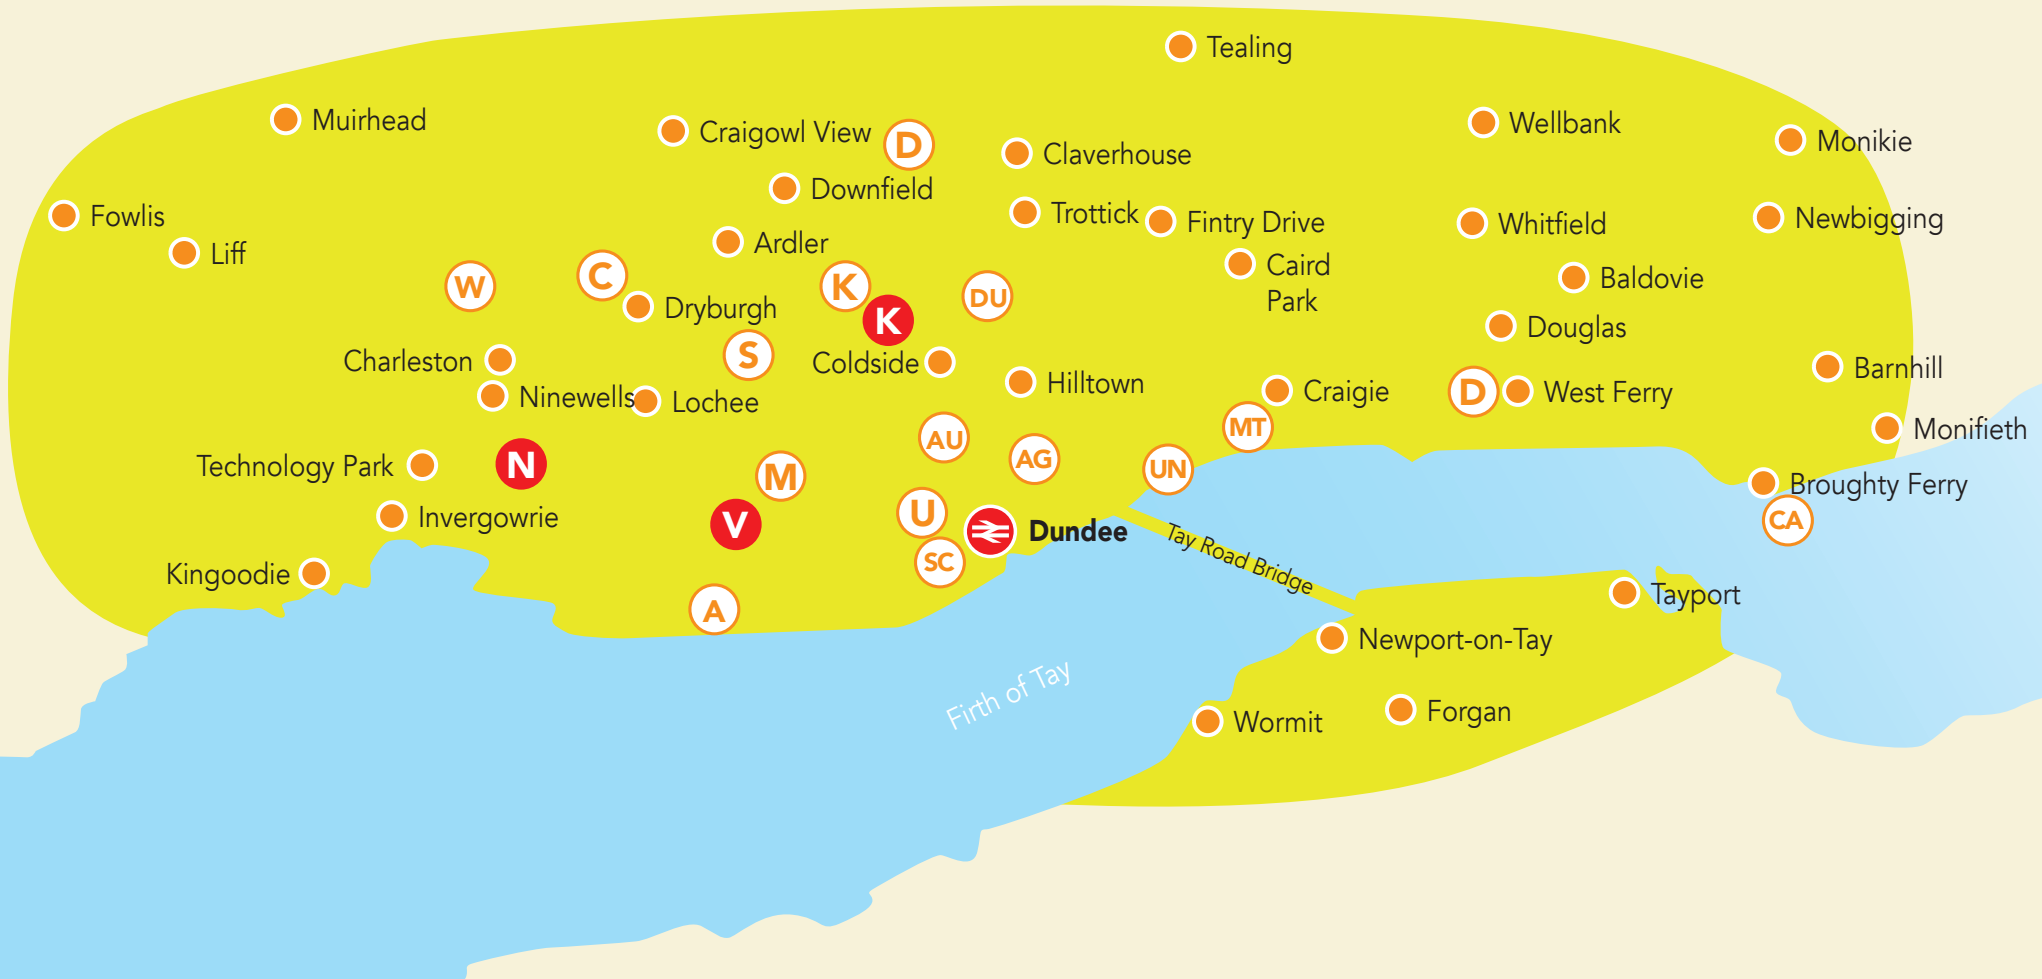 Tealing
Muirhead
Craigowl View
D
Claverhouse
Wellbank
Monikie
Downfield
Fowlis
Trottick
Fintry Drive
Whitfield
Newbigging
Liff
Ardler
Caird
Park
W
C
K
DU
Baldovie
Dryburgh
K
Douglas
Charleston
S
Coldside
Hilltown
Barnhill
Ninewells
Lochee
Craigie
D
West Ferry
MT
Monifieth
AU
AG
UN
Technology Park
N
M
Broughty Ferry
Invergowrie
V
U
Dundee
CA
SC
Tay Road Bridge
Kingoodie
A
Tayport
Newport-on-Tay
Firth of Tay
Wormit
Forgan